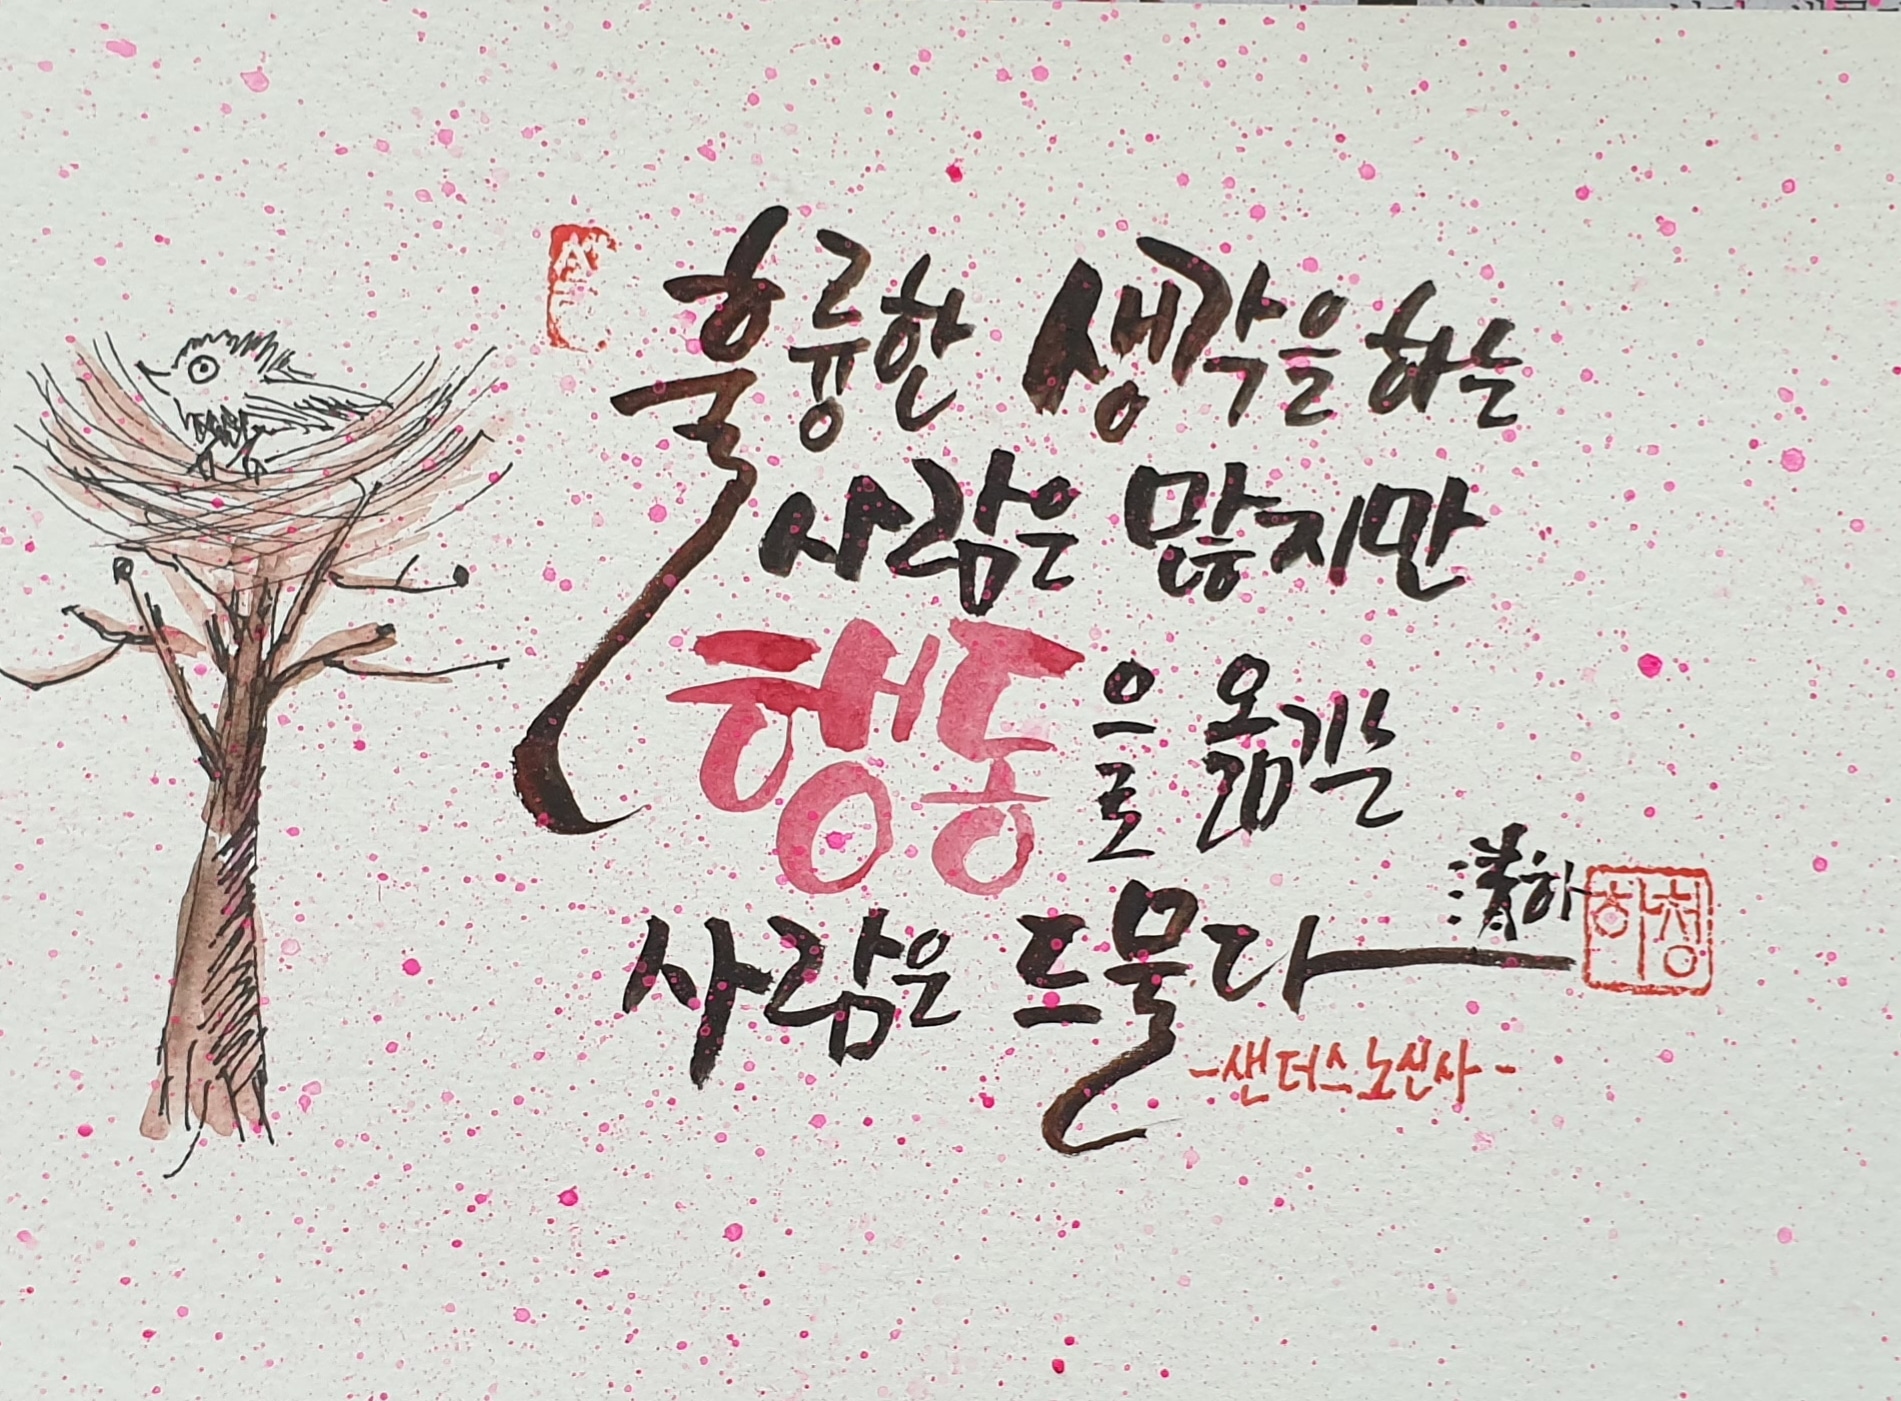 훌륭한 생각을 하는
사람은 많지만
행동으로 옮기는
사람은 드물다
淸하
하청
-샌더스 노신사-